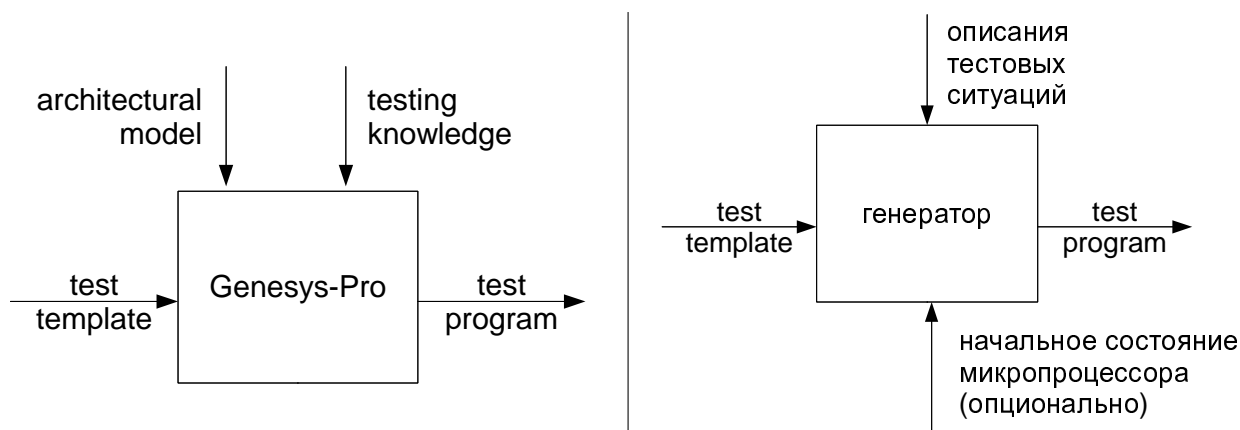 architectural
model
testing
knowledge
test
template
Genesys-Pro
test
program
описания
тестовых
ситуаций
test
template
генератор
test
program
начальное состояние
микропроцессора
(опционально)